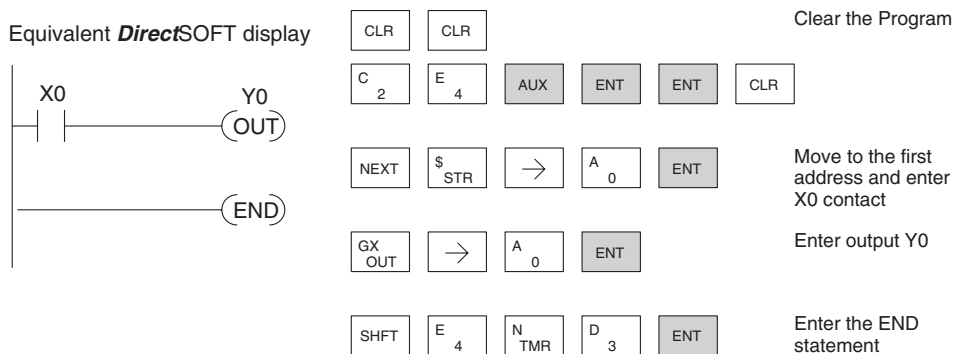 Equivalent DirectSOFT display
X0
Y0
OUT
END
CLR CLR
Clear the Program
C 2 E 4 AUX ENT ENT CLR
NEXT $ STR → A 0 ENT
Move to the first
address and enter
X0 contact
GX OUT → A 0 ENT
Enter output Y0
SHFT E 4 N TMR D 3 ENT
Enter the END
statement